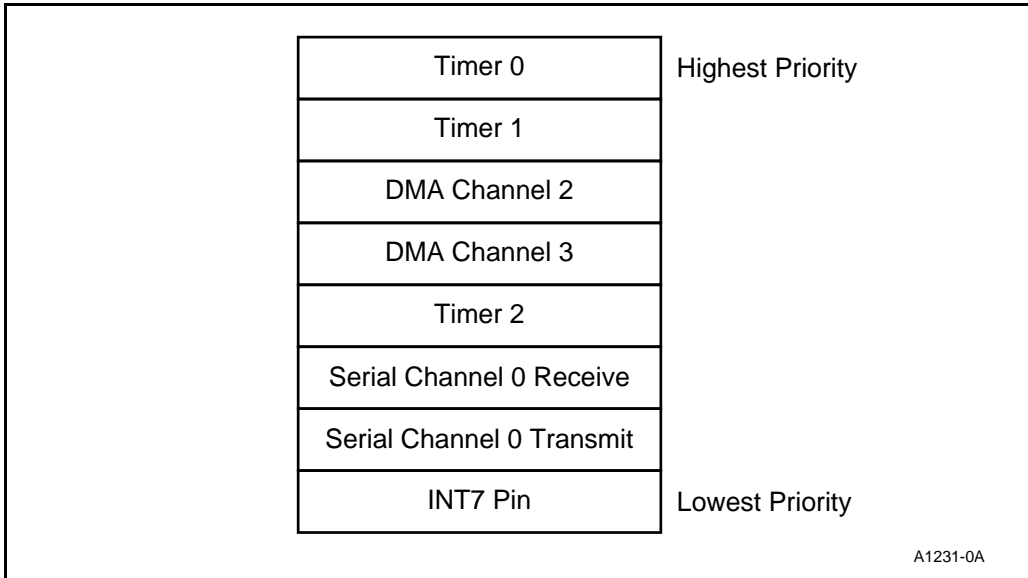 Timer 0
Highest Priority
Timer 1
DMA Channel 2
DMA Channel 3
Timer 2
Serial Channel 0 Receive
Serial Channel 0 Transmit
INT7 Pin
Lowest Priority
A1231-0A